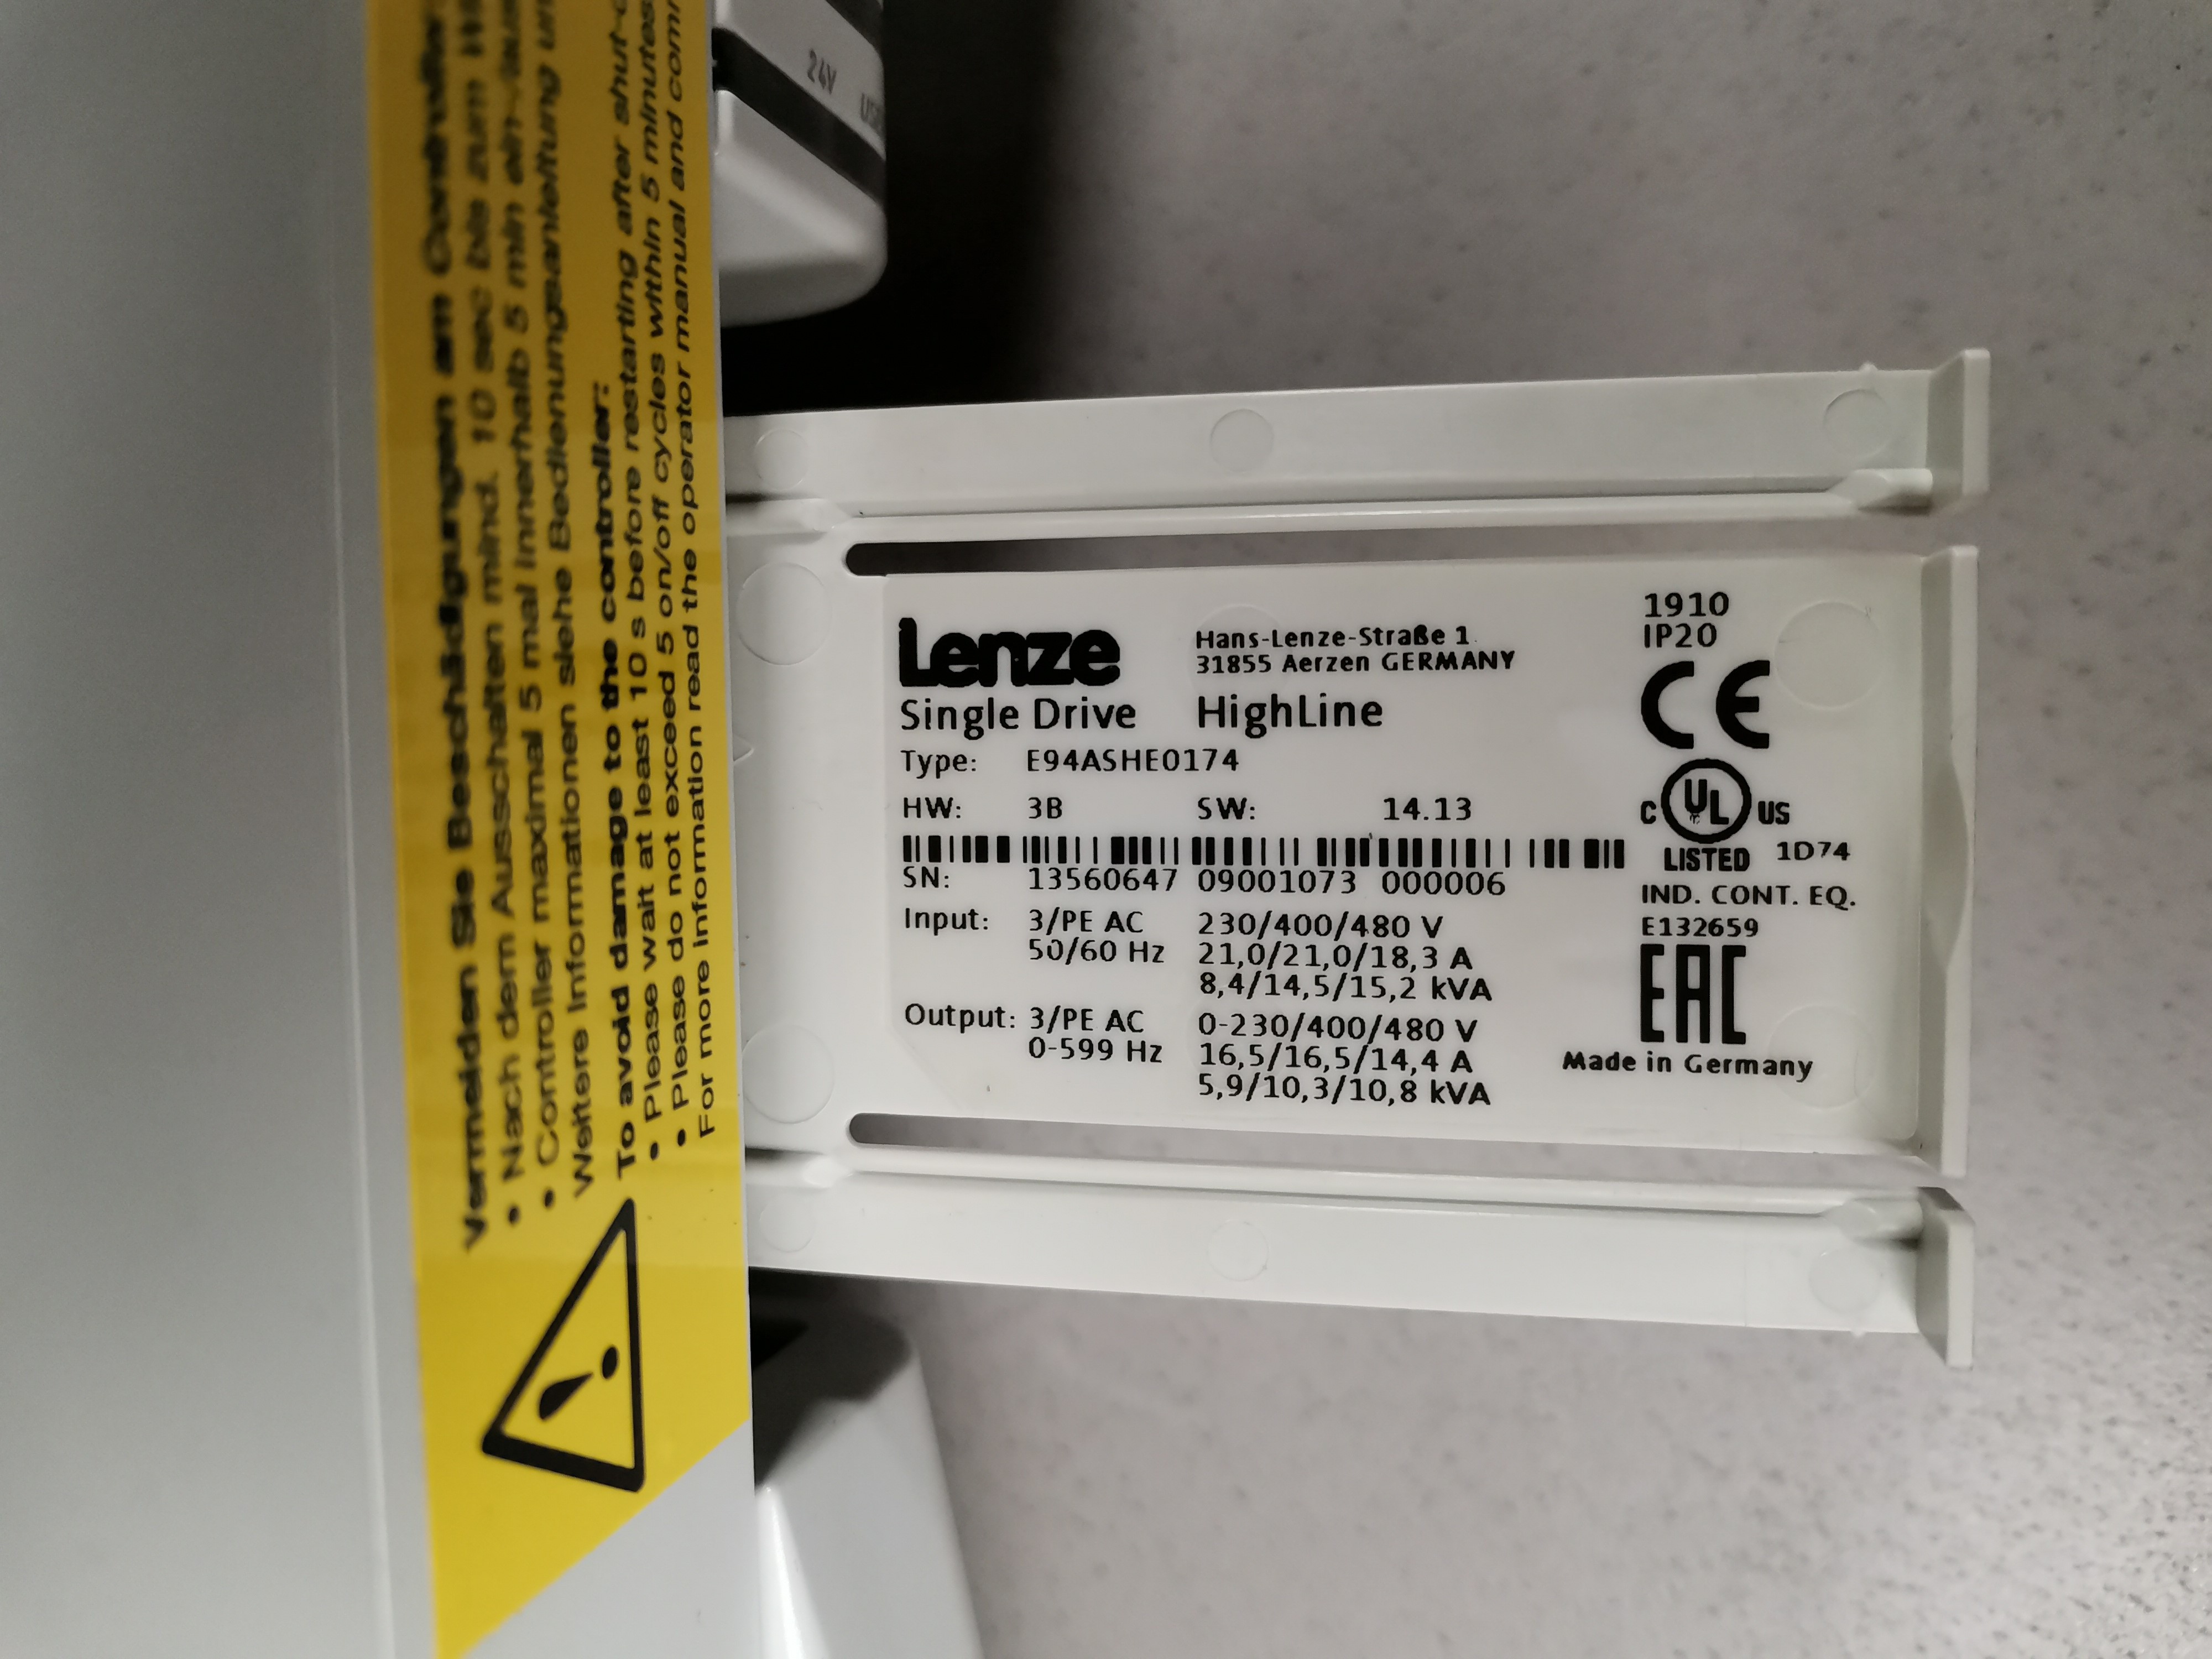 Vermeiden Sie Beschädigungen am Controller
• Nach dem Ausschalten mind. 10 sec bis zum
• Controller maximal 5 mal innerhalb 5 min ein-/aus
Weitere Informationen siehe Bedienungsanleitung
To avoid damage to the controller:
• Please wait at least 10 s before restarting after shut-
• Please do not exceed 5 on/off cycles within 5 minutes
For more information read the operator manual and
24V
Lenze
Hans-Lenze-Straße 1
31855 Aerzen GERMANY
Single Drive HighLine
Type: E94ASHE0174
HW: 3B SW: 14.13
SN: 13560647 09001073 000006
Input: 3/PE AC 230/400/480 V
50/60 Hz 21,0/21,0/18,3 A
8,4/14,5/15,2 kVA
Output: 3/PE AC 0-230/400/480 V
0-599 Hz 16,5/16,5/14,4 A
5,9/10,3/10,8 kVA
1910
IP20
CE
C UL US
LISTED 1D74
IND. CONT. EQ.
E132659
EAC
Made in Germany